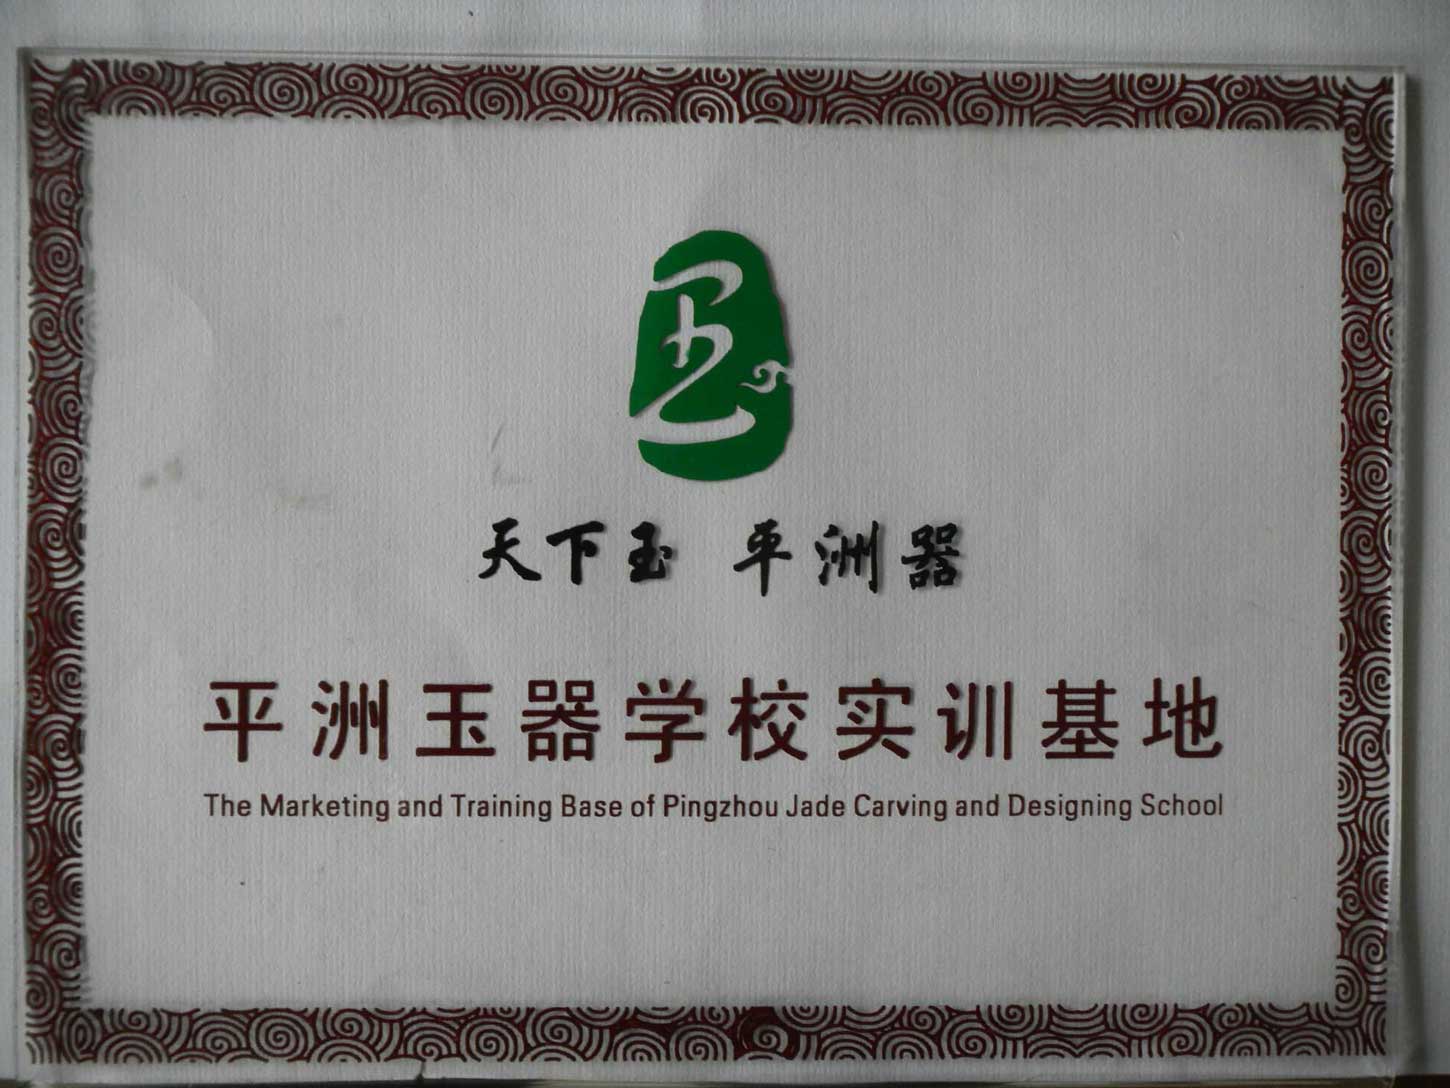 天下玉 平洲器
平洲玉器学校实训基地
The Marketing and Training Base of Pingzhou Jade Carving and Designing School